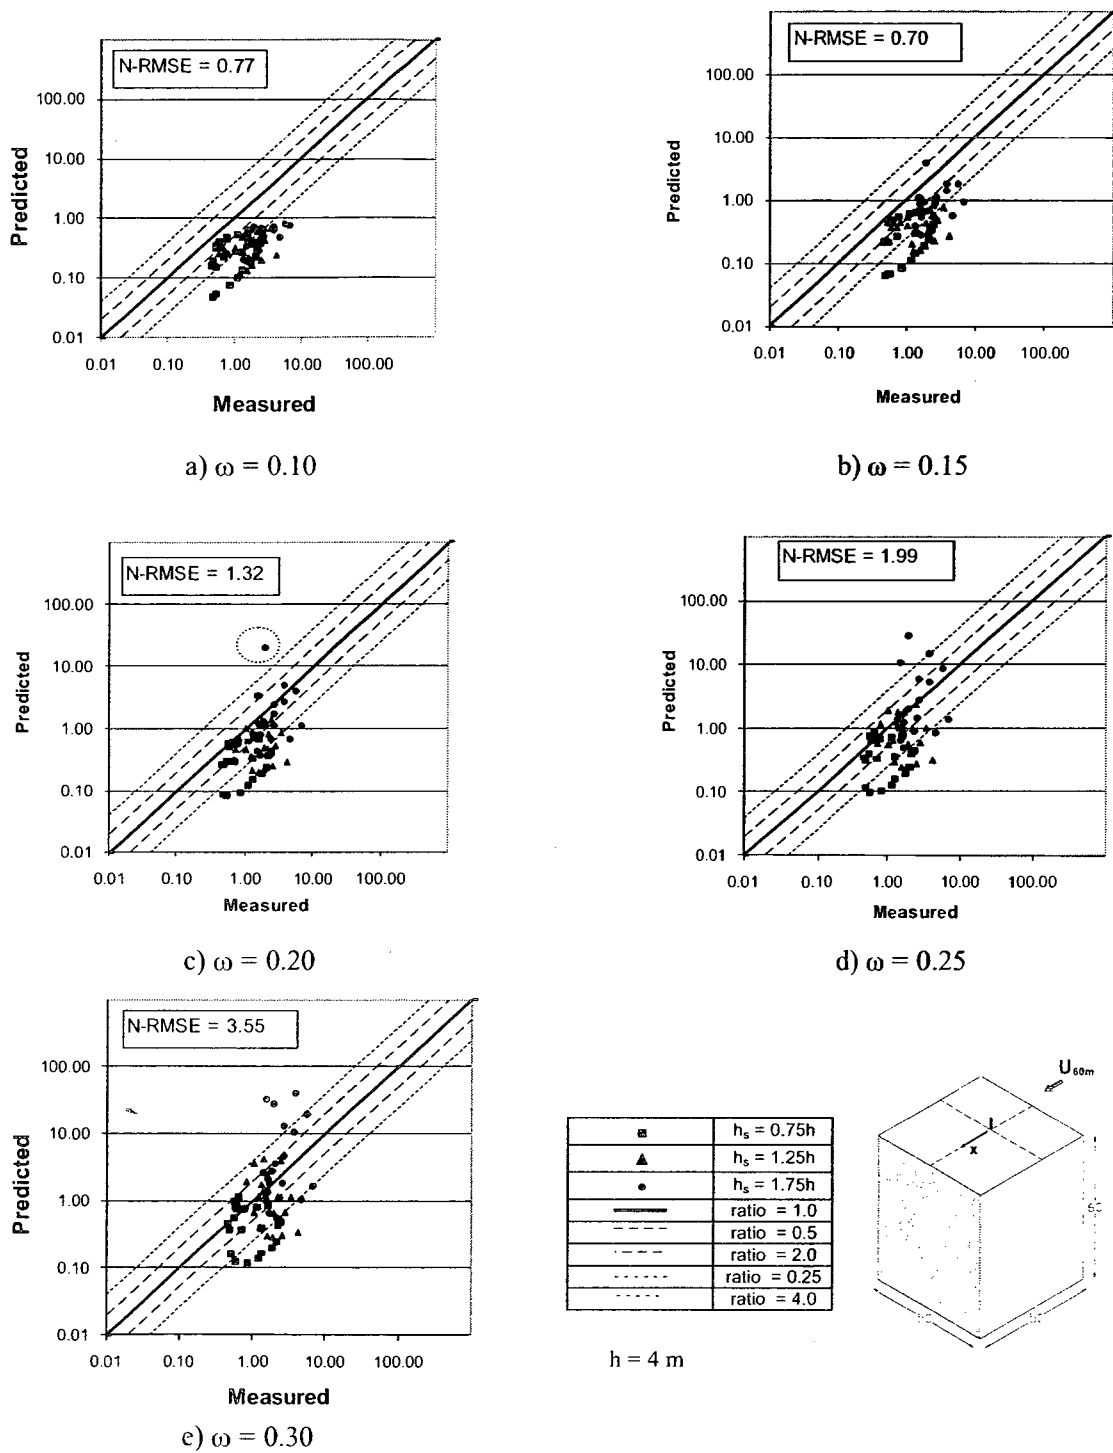 N-RMSE = 0.77
100.00
10.00
1.00
0.10
0.01
Predicted
0.01 0.10 1.00 10.00 100.00
Measured
a) ω = 0.10
N-RMSE = 0.70
100.00
10.00
1.00
0.10
0.01
Predicted
0.01 0.10 1.00 10.00 100.00
Measured
b) ω = 0.15
N-RMSE = 1.32
100.00
10.00
1.00
0.10
0.01
Predicted
0.01 0.10 1.00 10.00 100.00
Measured
c) ω = 0.20
N-RMSE = 1.99
100.00
10.00
1.00
0.10
0.01
Predicted
0.01 0.10 1.00 10.00 100.00
Measured
d) ω = 0.25
N-RMSE = 3.55
100.00
10.00
1.00
0.10
0.01
Predicted
0.01 0.10 1.00 10.00 100.00
Measured
e) ω = 0.30
hs = 0.75h
hs = 1.25h
hs = 1.75h
ratio = 1.0
ratio = 0.5
ratio = 2.0
ratio = 0.25
ratio = 4.0
h = 4 m
U60m
x